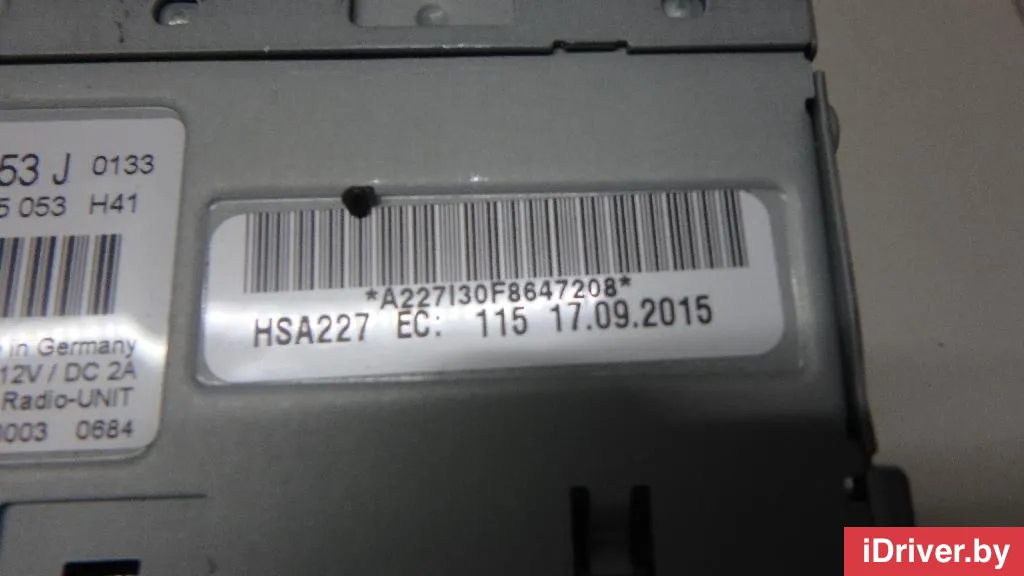 53 J 0133
5 053 H41
in Germany
12V / DC 2A
Radio-UNIT
0003 0684
*A227I30F8647208*
HSA227 EC: 115 17.09.2015
iDriver.by